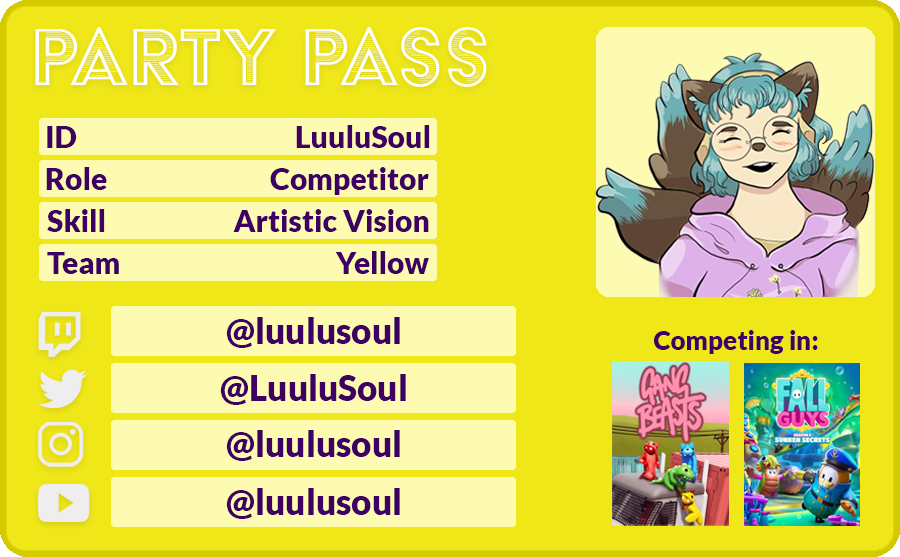 PARTY PASS
ID LuuluSoul
Role Competitor
Skill Artistic Vision
Team Yellow
@luulusoul
@LuuluSoul
@luulusoul
@luulusoul
Competing in:
GANG
BEASTS
FALL
GUYS
SUNKEN SECRETS